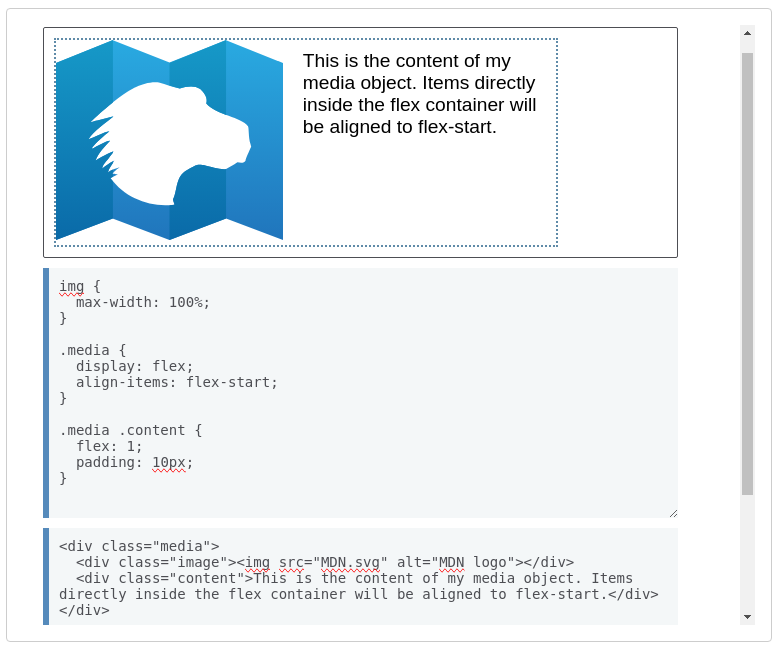 This is the content of my
media object. Items directly
inside the flex container will
be aligned to flex-start.
img {
  max-width: 100%;
}
.media {
  display: flex;
  align-items: flex-start;
}
.media .content {
  flex: 1;
  padding: 10px;
}
<div class="media">
  <div class="image"><img src="MDN.svg" alt="MDN logo"></div>
  <div class="content">This is the content of my media object. Items
directly inside the flex container will be aligned to flex-start.</div>
</div>